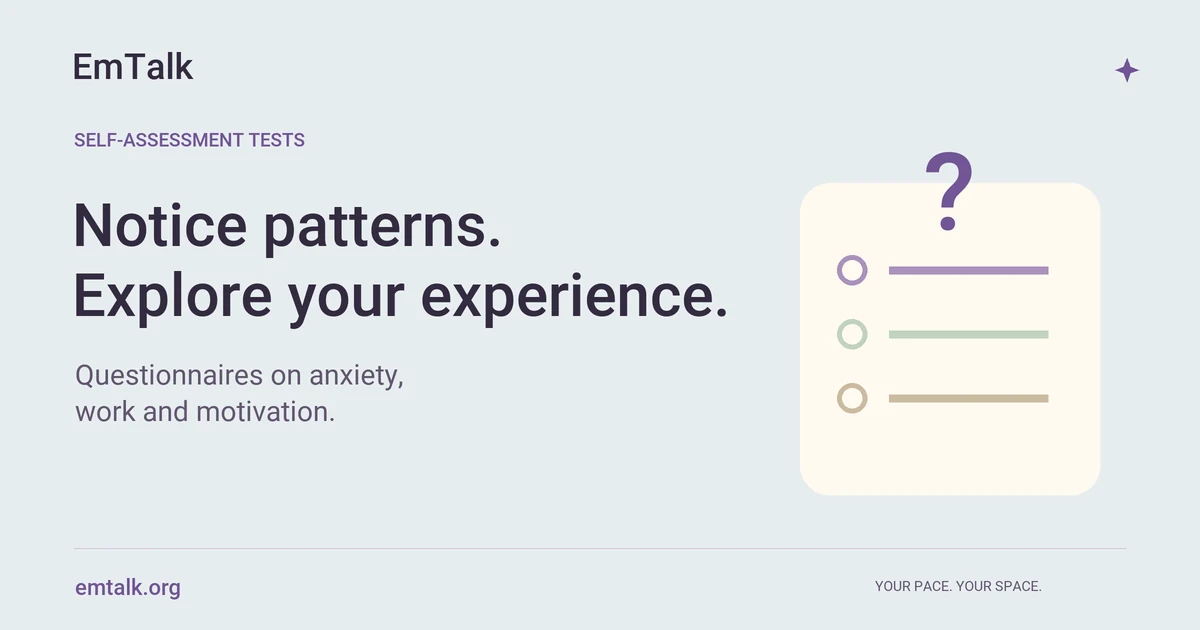 EmTalk
SELF-ASSESSMENT TESTS
Notice patterns.
Explore your experience.
Questionnaires on anxiety,
work and motivation.
?
emtalk.org
YOUR PACE. YOUR SPACE.